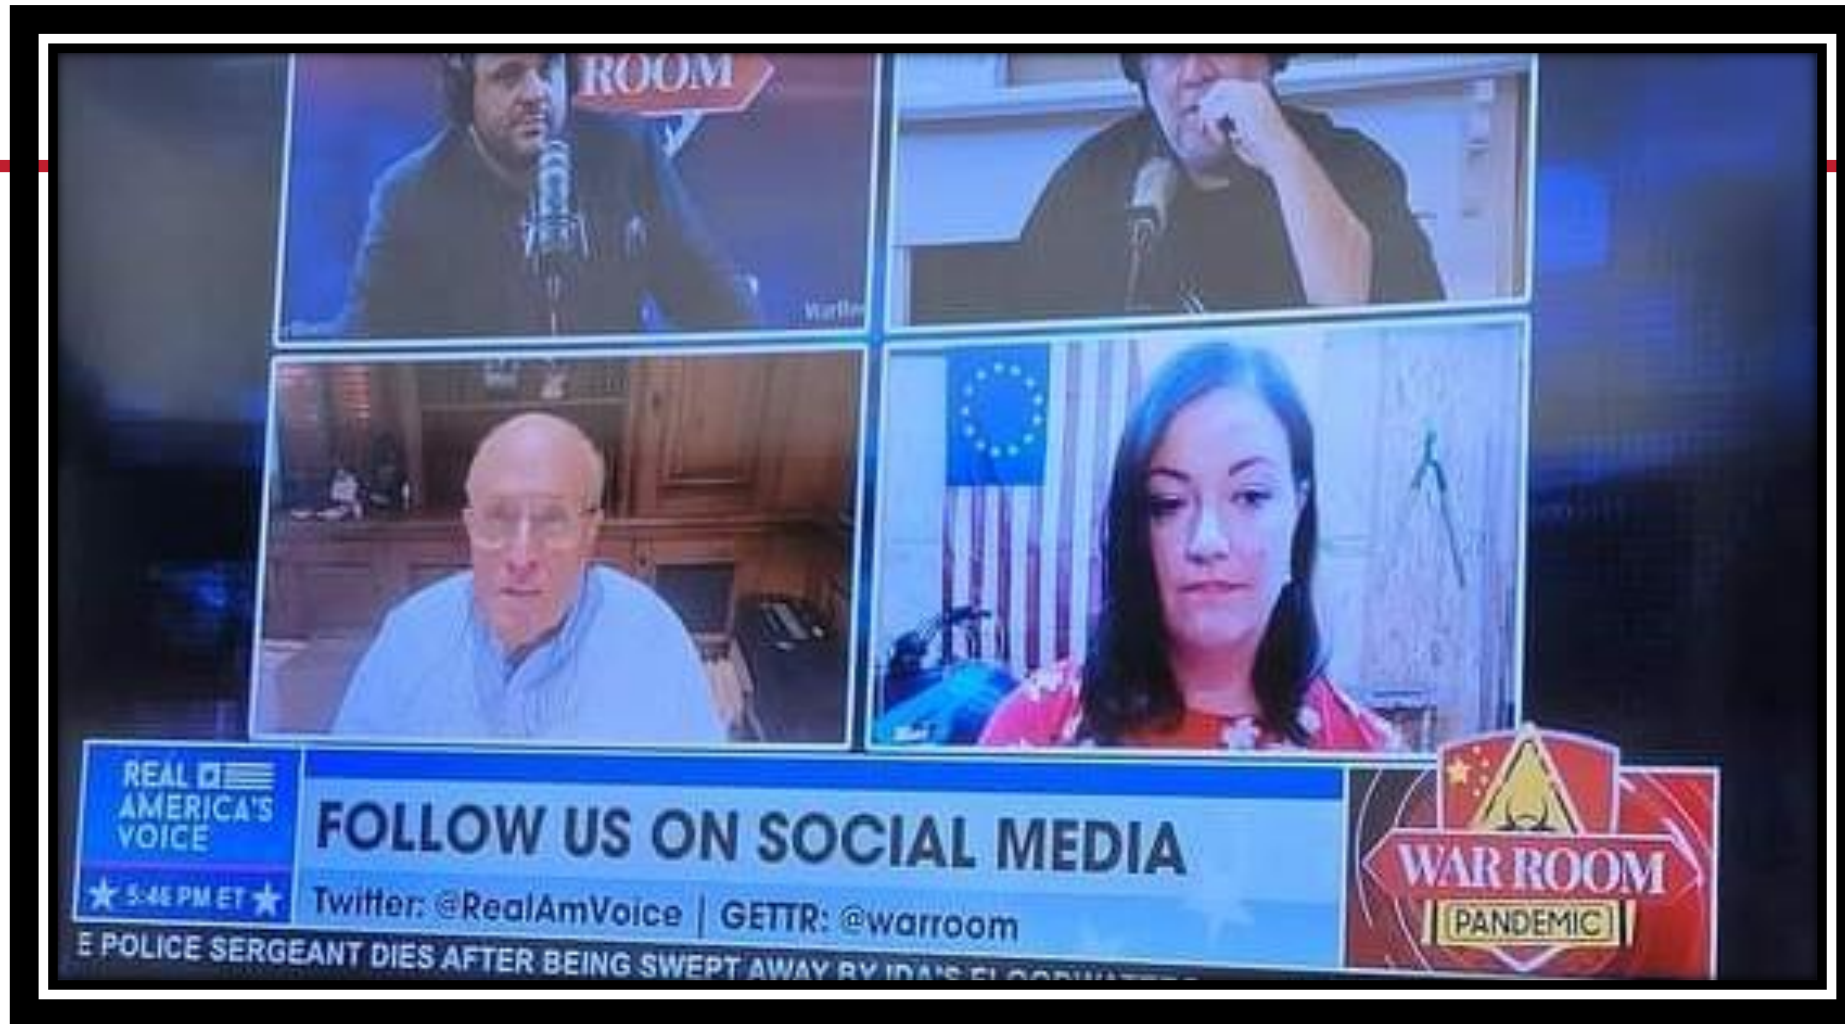 ROOM
REAL
AMERICA'S
VOICE
5:46 PM ET
FOLLOW US ON SOCIAL MEDIA
Twitter: @RealAmVoice | GETTR: @warroom
WAR ROOM
PANDEMIC
E POLICE SERGEANT DIES AFTER BEING SWEPT AWAY BY IDA'S FLOODWATERS